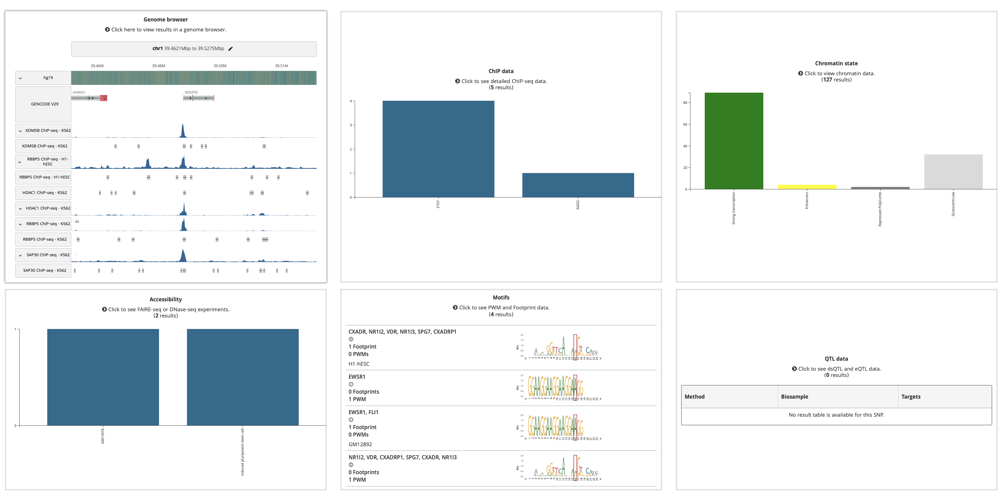 Genome browser
Click here to view results in a genome browser.
chr1 39.4621Mbp to 39.5275Mbp
39.46M 39.48M 39.50M 39.51M
hg19
AKIRIN1 NDUFS5
GENCODE V29
KDM5B ChIP-seq - K562
KDM5B ChIP-seq - K562
RBBP5 ChIP-seq - H1-
hESC
RBBP5 ChIP-seq - H1-hESC
HDAC1 ChIP-seq - K562
HDAC1 ChIP-seq - K562
32
RBBP5 ChIP-seq - K562
RBBP5 ChIP-seq - K562
SAP30 ChIP-seq - K562
SAP30 ChIP-seq - K562
ChIP data
Click to see detailed ChIP-seq data.
(5 results)
4
3
2
1
0
CTCF
AGO2
Chromatin state
Click to view chromatin data.
(127 results)
80
60
40
20
0
Strong transcription
Enhancers
Repressed PolyComb
Quiescent/Low
Accessibility
Click to see FAIRE-seq or DNase-seq experiments.
(2 results)
1
0
GM13976
induced pluripotent stem cell
Motifs
Click to see PWM and Footprint data.
(4 results)
CXADR, NR1I2, VDR, NR1I3, SPG7, CXADRP1
1 Footprint
0 PWMs
H1-hESC
EWSR1
0 Footprints
1 PWM
EWSR1, FLI1
1 Footprint
0 PWMs
GM12892
NR1I2, VDR, CXADRP1, SPG7, CXADR, NR1I3
0 Footprints
1 PWM
QTL data
Click to see dsQTL and eQTL data.
(0 results)
Method Biosample Targets
No result table is available for this SNP.